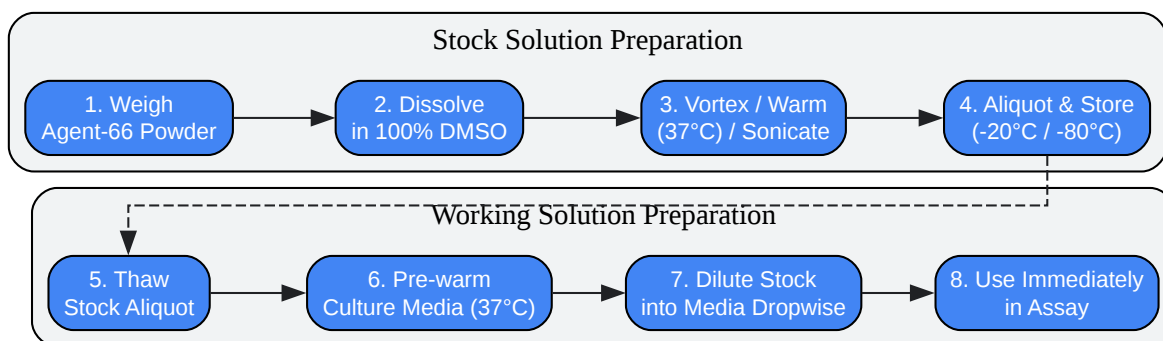 Stock Solution Preparation
1. Weigh
Agent-66 Powder
2. Dissolve
in 100% DMSO
3. Vortex / Warm
(37°C) / Sonicate
4. Aliquot & Store
(-20°C / -80°C)
Working Solution Preparation
5. Thaw
Stock Aliquot
6. Pre-warm
Culture Media (37°C)
7. Dilute Stock
into Media Dropwise
8. Use Immediately
in Assay